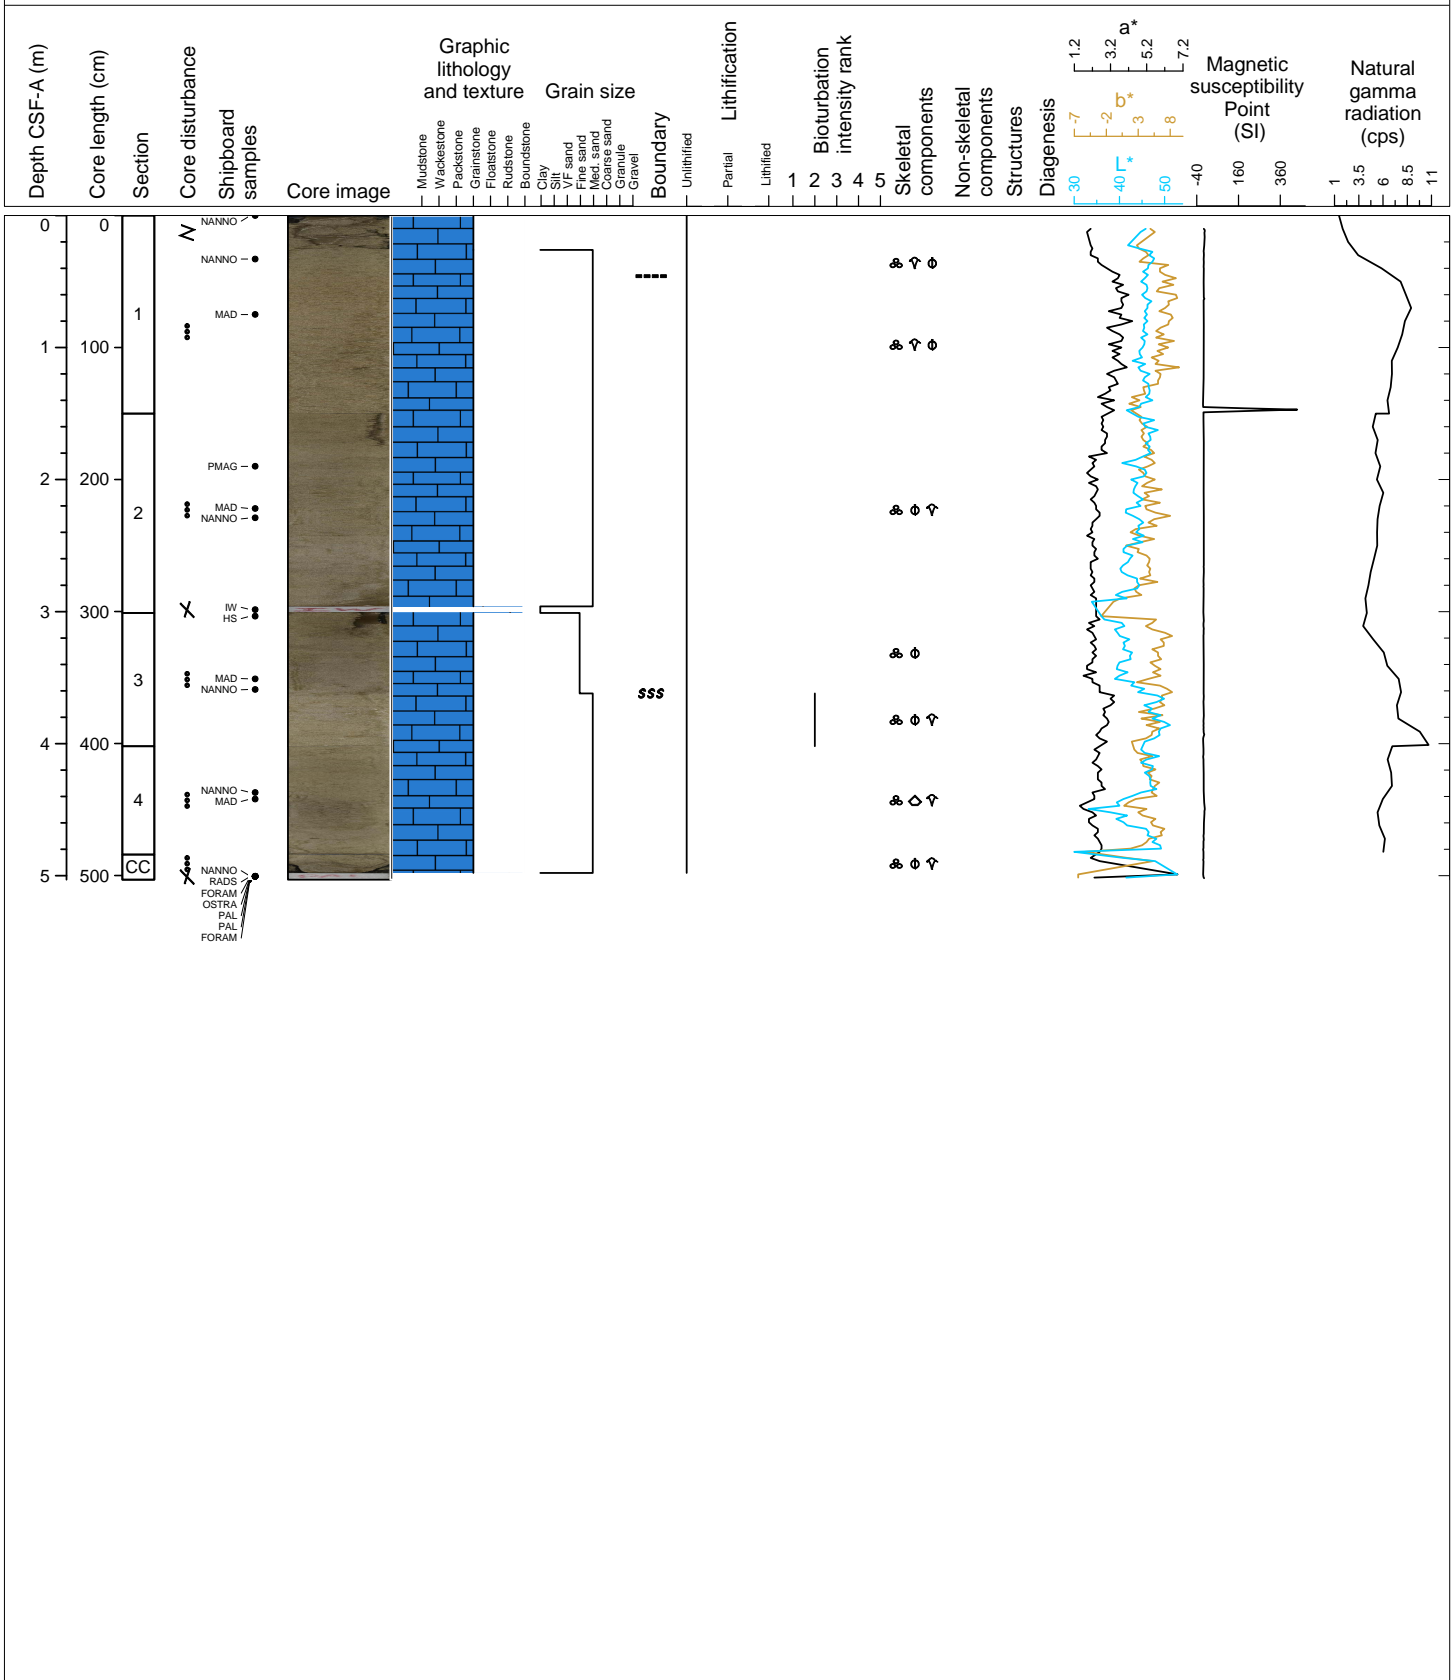 Depth CSF-A (m)
Core length (cm)
Section
Core disturbance
Shipboard
samples
Core image
Graphic
lithology
and texture
Mudstone
Wackestone
Packstone
Grainstone
Floatstone
Rudstone
Boundstone
Grain size
Clay
Silt
VF sand
Fine sand
Med. sand
Coarse sand
Granule
Gravel
Boundary
Lithification
Unlithified
Partial
Lithified
Bioturbation
intensity rank
1 2 3 4 5
Skeletal
components
Non-skeletal
components
Structures
Diagenesis
a*
1.2 3.2 5.2 7.2
b*
-7 -2 3 8
L*
30 40 50
Magnetic
susceptibility
Point
(SI)
-40 160 360
Natural
gamma
radiation
(cps)
1 3.5 6 8.5 11
0 0
NANNO
NANNO
1
MAD
1 100
PMAG
2 200
MAD
2
NANNO
IW
3 300
HS
MAD
3
NANNO
4 400
NANNO
4
MAD
CC
NANNO
5 500
RADS
FORAM
OSTRA
PAL
PAL
FORAM